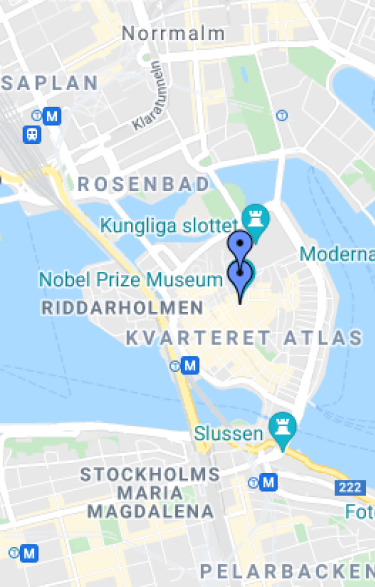 Norrmalm
SAPLAN
Klaratunneln
M
ROSENBAD
Kungliga slottet
Moderna
Nobel Prize Museum
RIDDARHOLMEN
KVARTERET ATLAS
M
Slussen
STOCKHOLMS
MARIA
MAGDALENA
M
222
Fot
M
PELARBACKEN